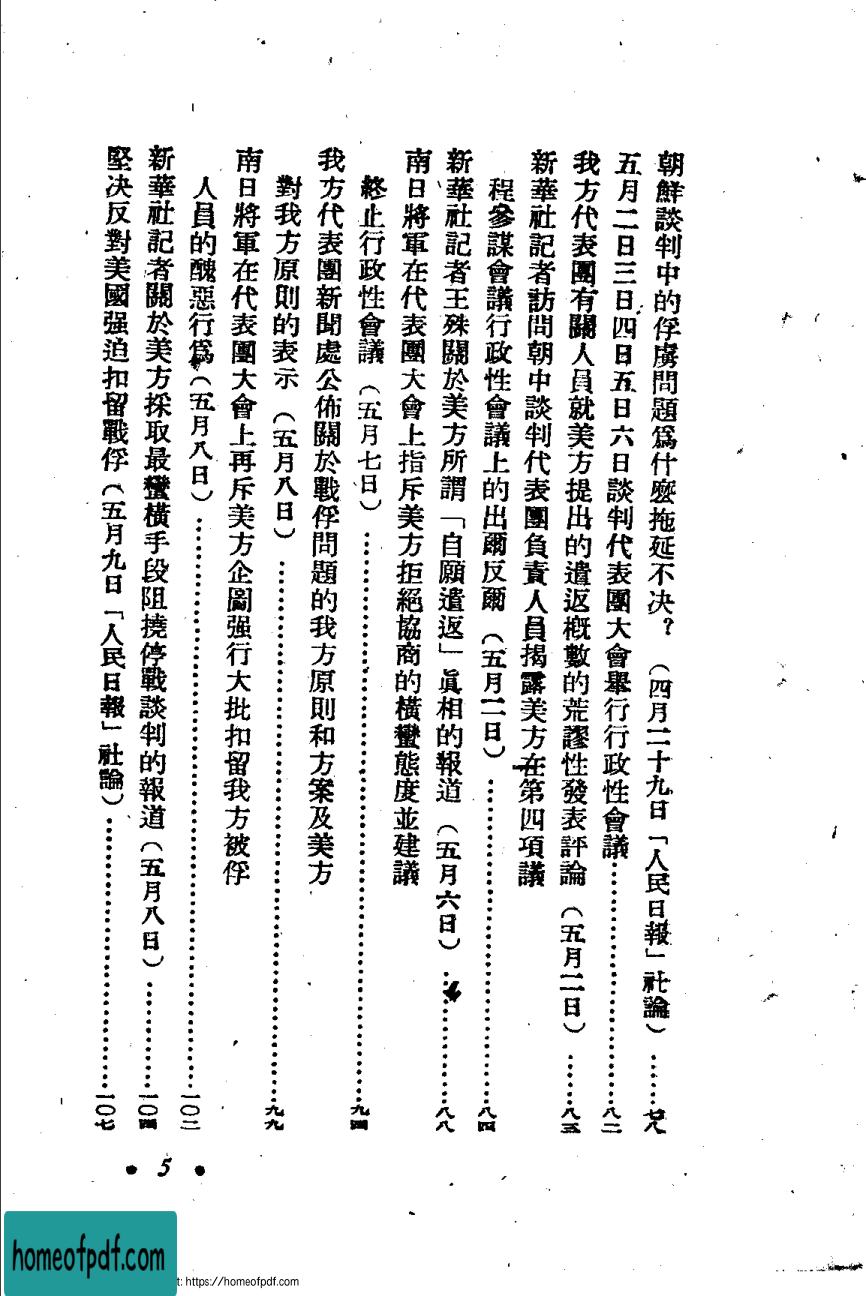 朝鮮談判中的俘虜問題爲什麼拖延不决？（四月二十九日「人民日報」社論）……七八
五月二日三日四日五日六日談判代表團大會舉行行政性會議……八二
我方代表團有關人員就美方提出的遣返概數的荒謬性發表評論（五月二日）……八三
新華社記者訪問朝中談判代表團負責人員揭露美方在第四項議
程參謀會議行政性會議上的出爾反爾（五月二日）……八四
新華社記者王殊關於美方所謂「自願遣返」眞相的報道（五月六日）……八八
南日將軍在代表團大會上指斥美方拒絕協商的橫蠻態度並建議
終止行政性會議（五月七日）……九四
我方代表團新聞處公佈關於戰俘問題的我方原則和方案及美方
對我方原則的表示（五月八日）……九九
南日將軍在代表團大會上再斥美方企圖强行大批扣留我方被俘
人員的醜惡行爲（五月八日）……一〇二
新華社記者關於美方採取最蠻橫手段阻撓停戰談判的報道（五月八日）……一〇四
堅决反對美國强迫扣留戰俘（五月九日「人民日報」社論）……一〇七
• 5 •
homeofpdf.com
t: https://homeofpdf.com